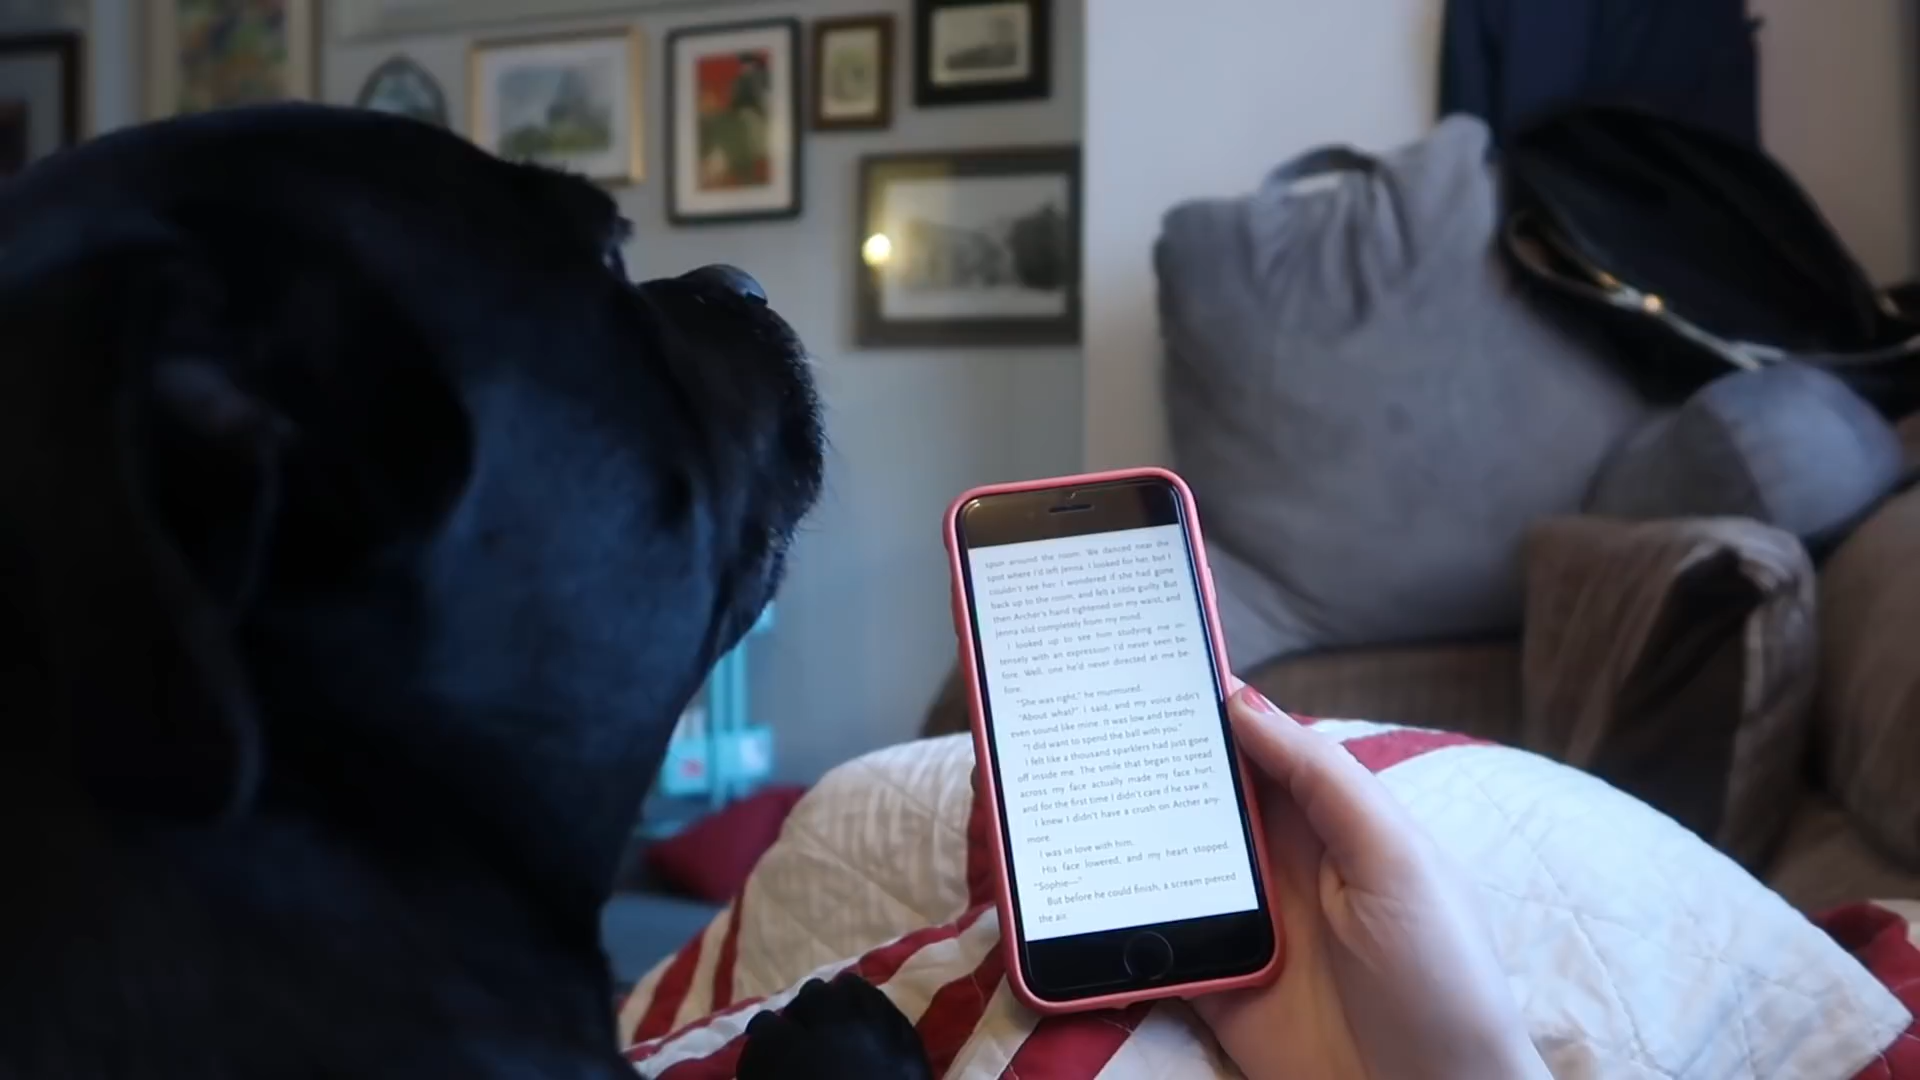 spun around the room. We danced near the
spot where I'd left Jenna. I looked for her, but I
couldn't see her. I wondered if she had gone
back up to the room, and felt a little guilty. But
then Archer's hand tightened on my waist, and
Jenna slid completely from my mind.
I looked up to see him studying me in-
tensely with an expression I'd never seen be-
fore. Well, one he'd never directed at me be-
fore.
"She was right," he murmured.
"About what?" I said, and my voice didn't
even sound like mine. It was low and breathy.
"I did want to spend the ball with you."
I felt like a thousand sparklers had just gone
off inside me. The smile that began to spread
across my face actually made my face hurt,
and for the first time I didn't care if he saw it.
I knew I didn't have a crush on Archer any-
more.
I was in love with him.
His face lowered, and my heart stopped.
"Sophie—"
But before he could finish, a scream pierced
the air.